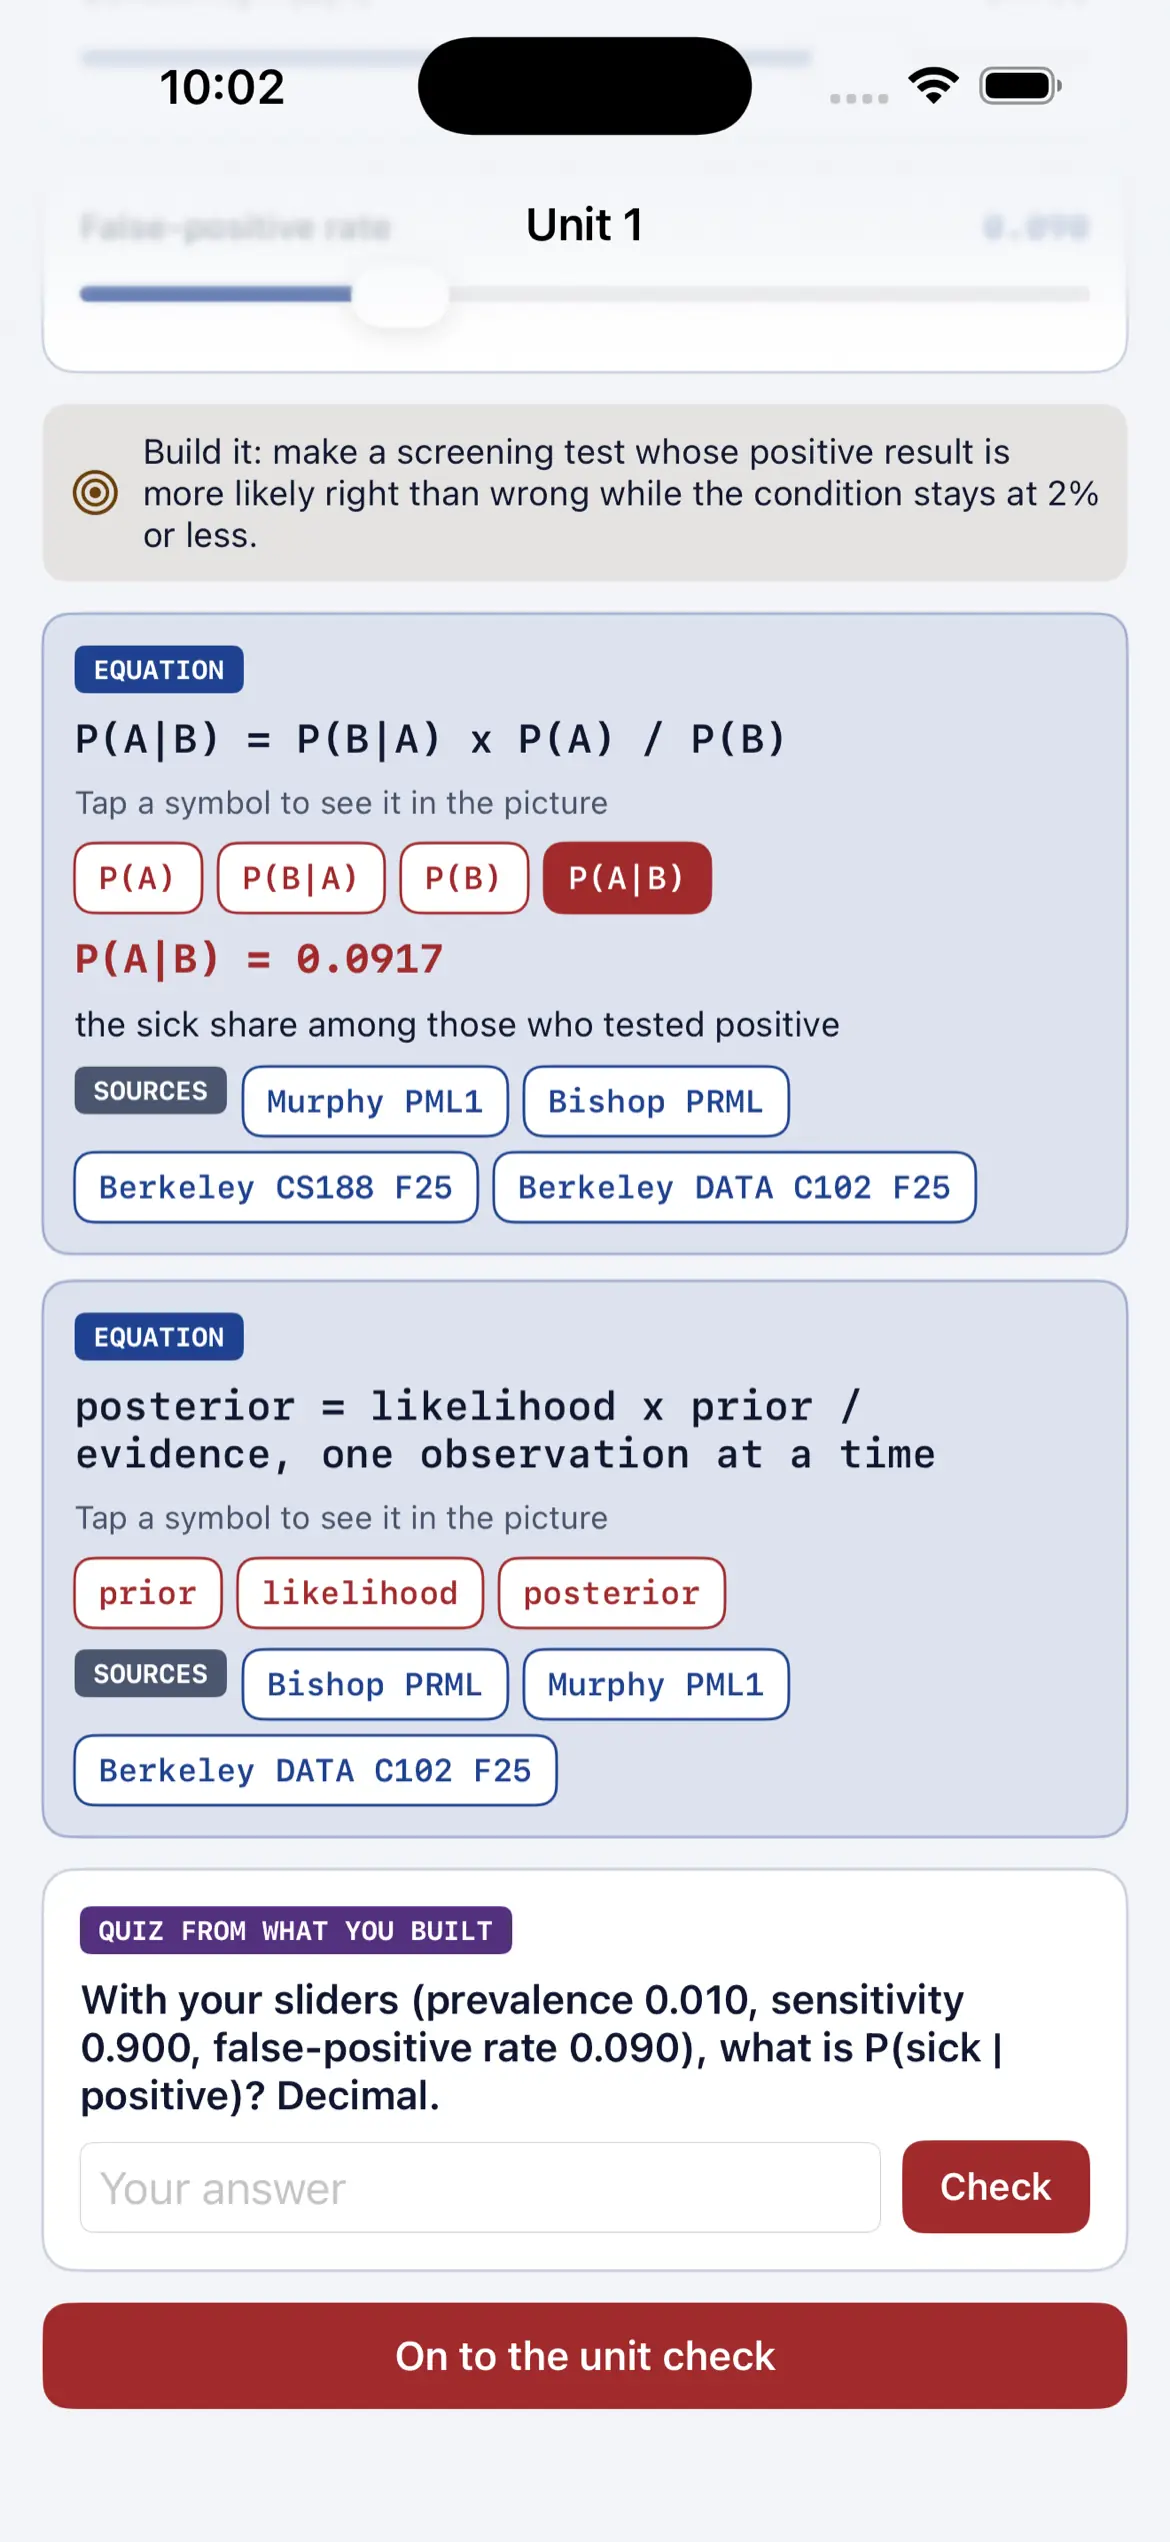 10:02
Unit 1
False-positive rate
0.090
Build it: make a screening test whose positive result is
more likely right than wrong while the condition stays at 2%
or less.
EQUATION
P(A|B) = P(B|A) x P(A) / P(B)
Tap a symbol to see it in the picture
P(A) P(B|A) P(B) P(A|B)
P(A|B) = 0.0917
the sick share among those who tested positive
SOURCES Murphy PML1 Bishop PRML
Berkeley CS188 F25 Berkeley DATA C102 F25
EQUATION
posterior = likelihood x prior /
evidence, one observation at a time
Tap a symbol to see it in the picture
prior likelihood posterior
SOURCES Bishop PRML Murphy PML1
Berkeley DATA C102 F25
QUIZ FROM WHAT YOU BUILT
With your sliders (prevalence 0.010, sensitivity
0.900, false-positive rate 0.090), what is P(sick |
positive)? Decimal.
Your answer
Check
On to the unit check